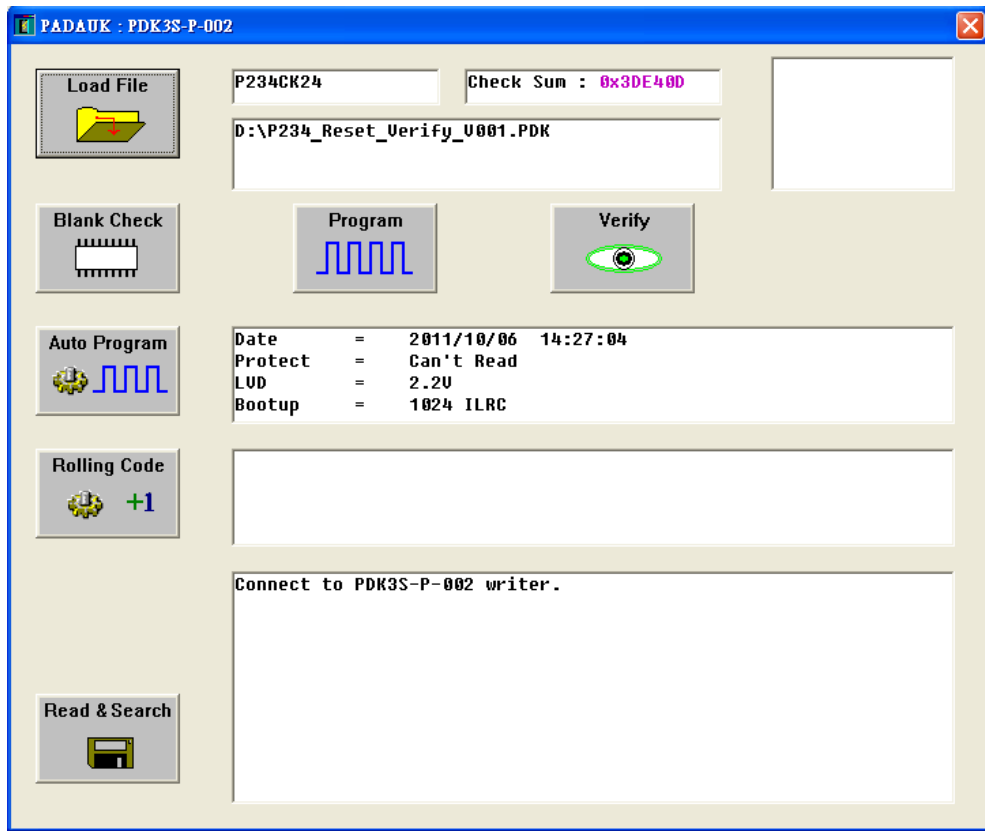 PADAUK : PDK3S-P-002
Load File
P234CK24
Check Sum : 0x3DE40D
D:\P234_Reset_Verify_V001.PDK
Blank Check
Program
Verify
Auto Program
Date = 2011/10/06 14:27:04
Protect = Can't Read
LVD = 2.2V
Bootup = 1024 ILRC
Rolling Code
+1
Connect to PDK3S-P-002 writer.
Read & Search